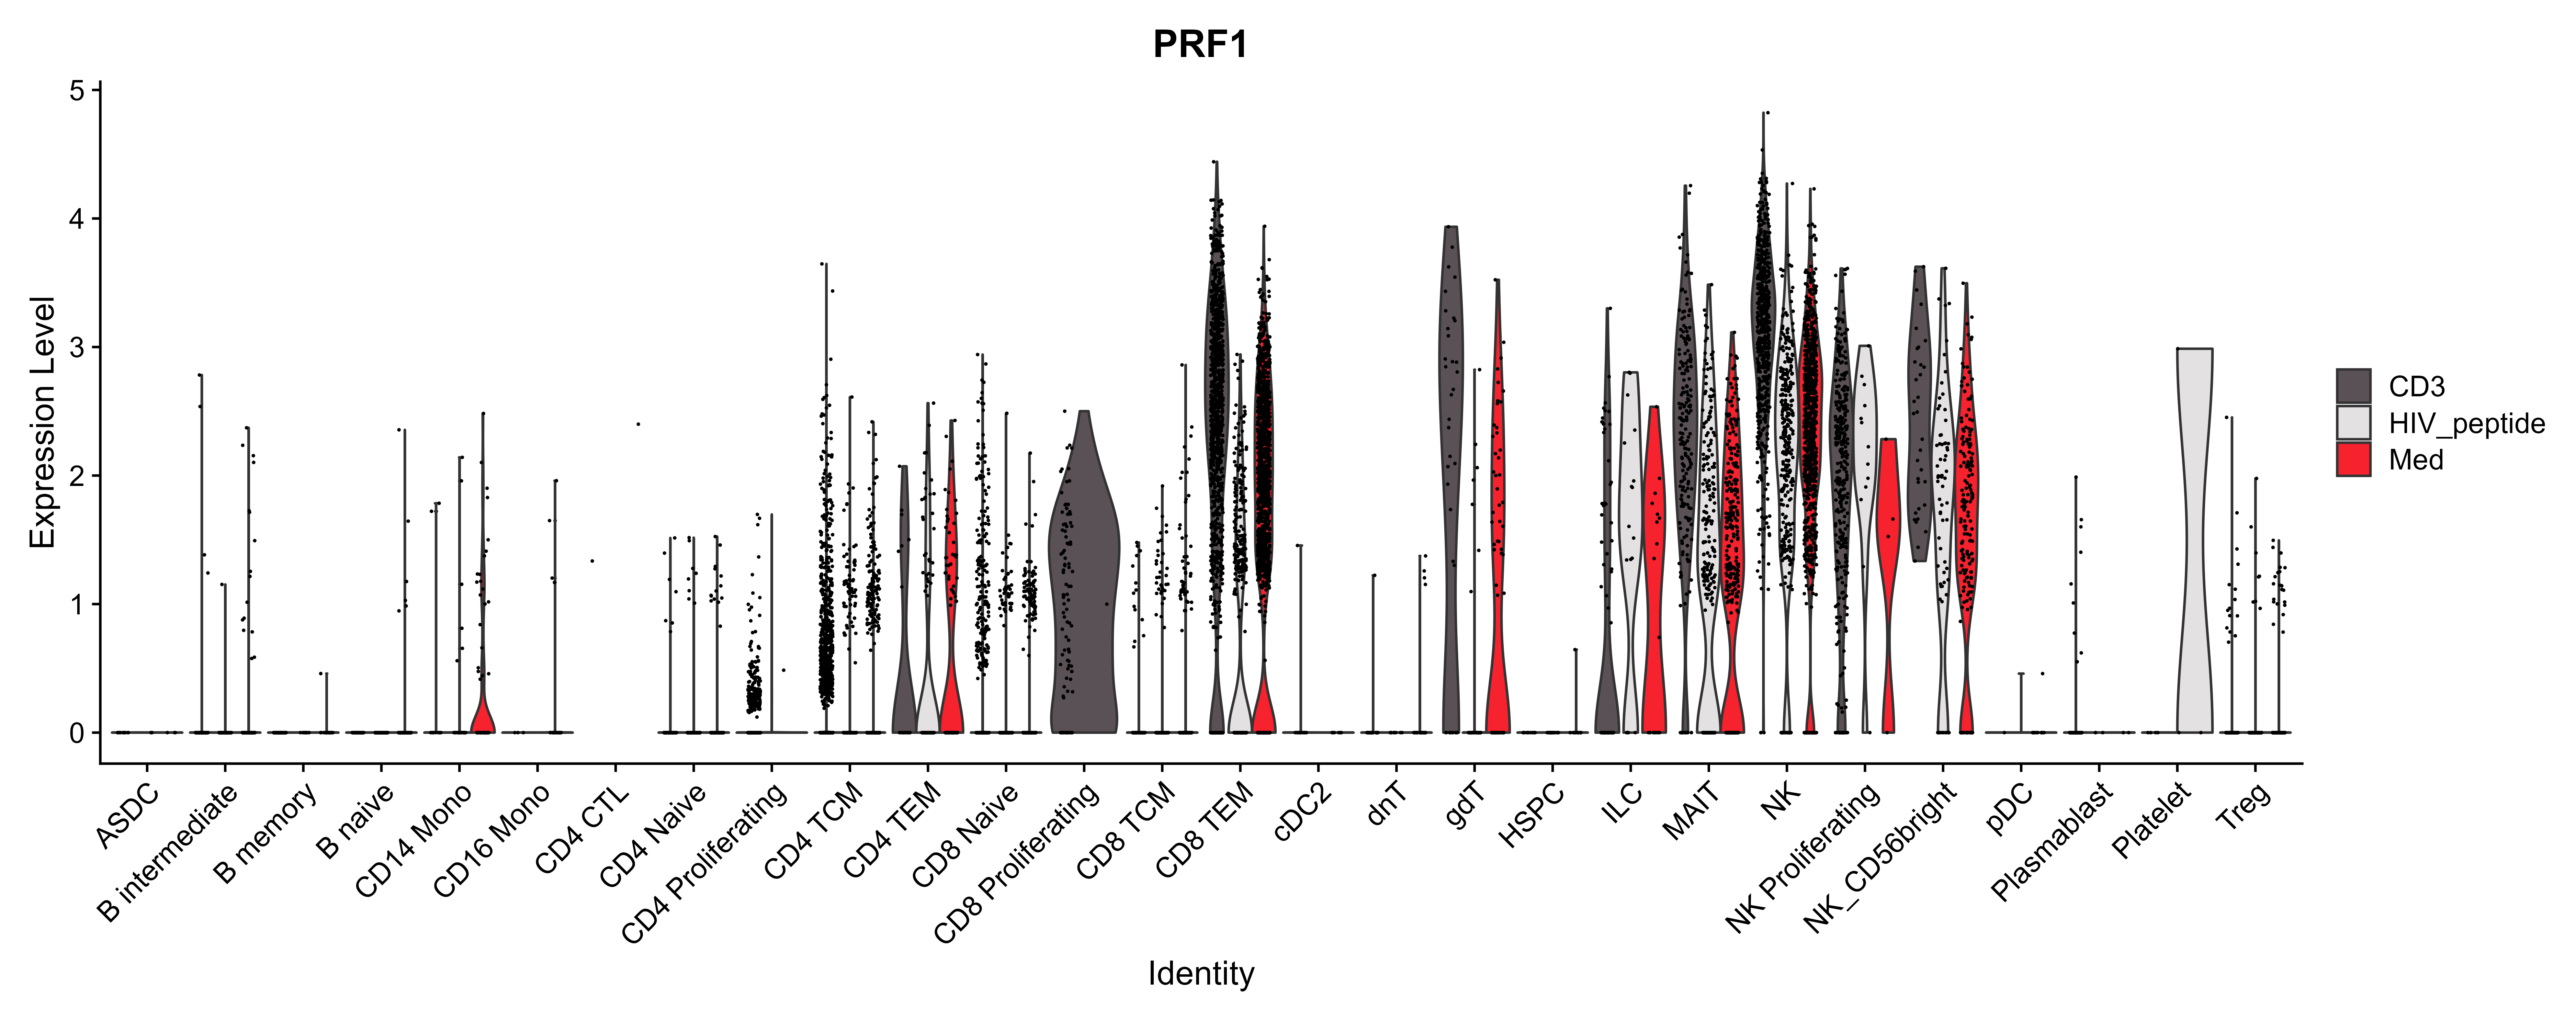 PRF1
Expression Level
5
4
3
2
1
0
ASDC
B intermediate
B memory
B naive
CD14 Mono
CD16 Mono
CD4 CTL
CD4 Naive
CD4 Proliferating
CD4 TCM
CD4 TEM
CD8 Naive
CD8 Proliferating
CD8 TCM
CD8 TEM
cDC2
dnT
gdT
HSPC
ILC
MAIT
NK
NK Proliferating
NK_CD56bright
pDC
Plasmablast
Platelet
Treg
Identity
CD3
HIV_peptide
Med